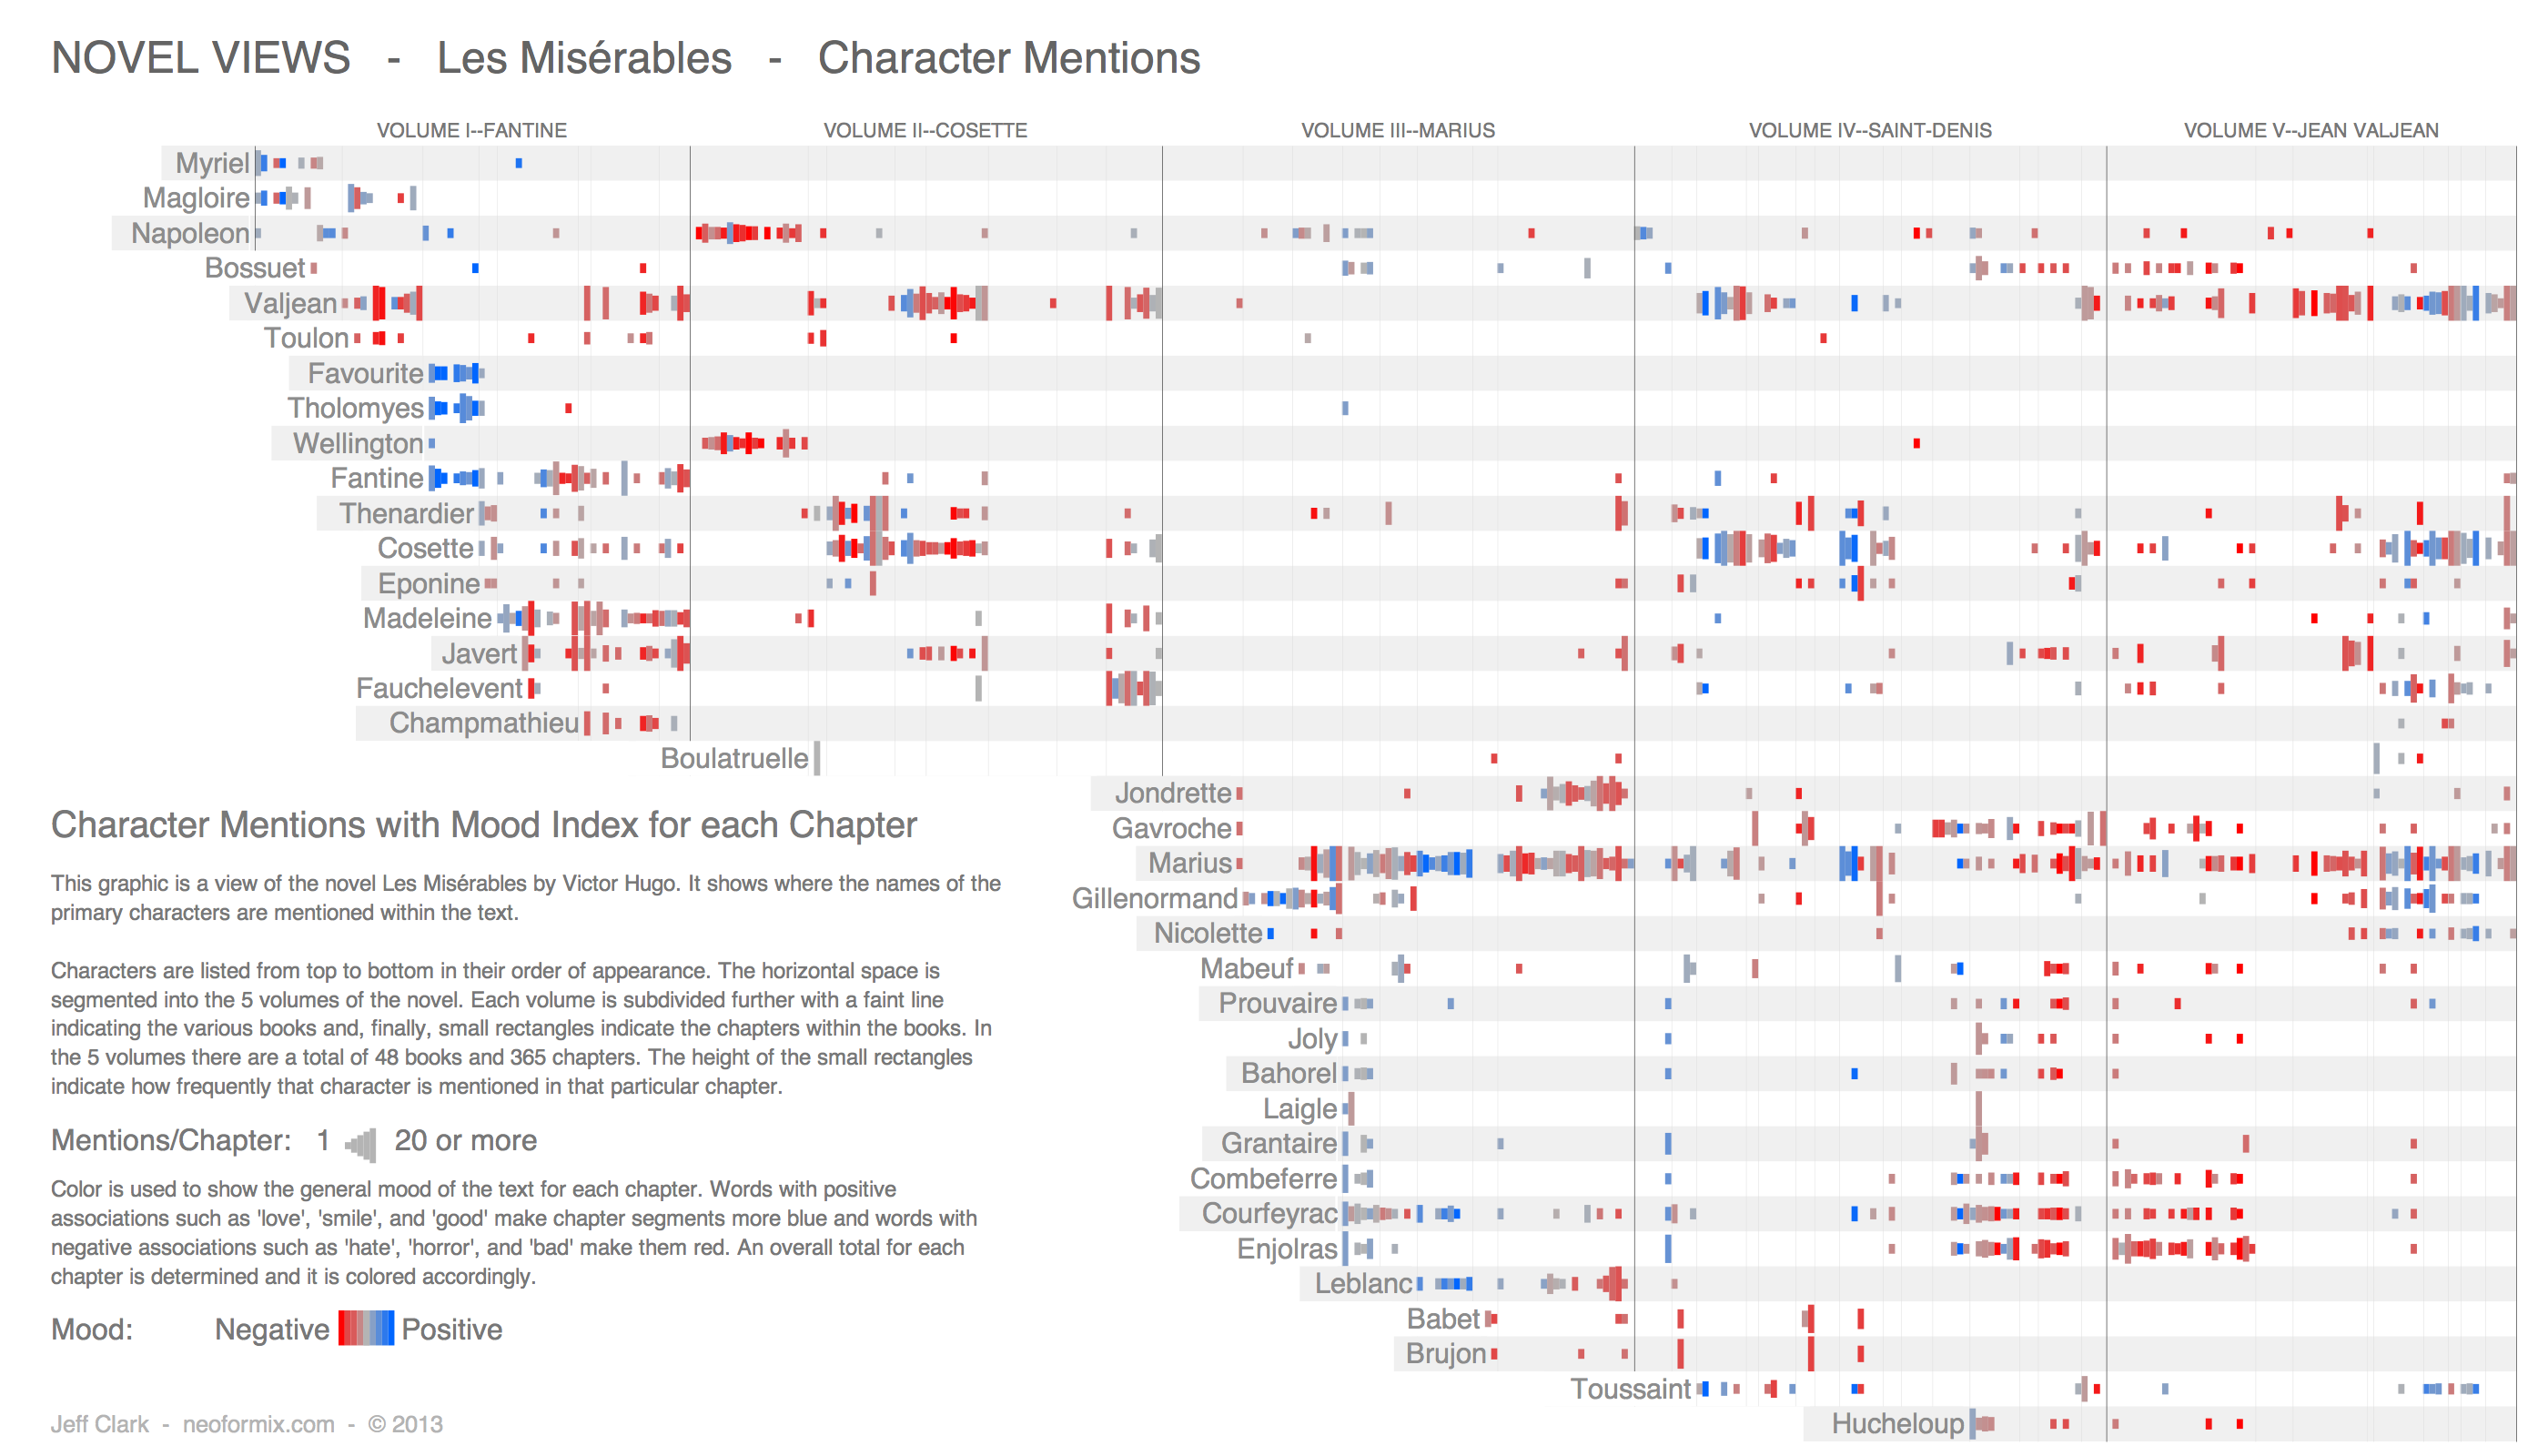 NOVEL VIEWS - Les Misérables - Character Mentions
VOLUME I--FANTINE VOLUME II--COSETTE VOLUME III--MARIUS VOLUME IV--SAINT-DENIS VOLUME V--JEAN VALJEAN
Myriel
Magloire
Napoleon
Bossuet
Valjean
Toulon
Favourite
Tholomyes
Wellington
Fantine
Thenardier
Cosette
Eponine
Madeleine
Javert
Fauchelevent
Champmathieu
Boulatruelle
Jondrette
Gavroche
Marius
Gillenormand
Nicolette
Mabeuf
Prouvaire
Joly
Bahorel
Laigle
Grantaire
Combeferre
Courfeyrac
Enjolras
Leblanc
Babet
Brujon
Toussaint
Hucheloup
Character Mentions with Mood Index for each Chapter
This graphic is a view of the novel Les Misérables by Victor Hugo. It shows where the names of the
primary characters are mentioned within the text.
Characters are listed from top to bottom in their order of appearance. The horizontal space is
segmented into the 5 volumes of the novel. Each volume is subdivided further with a faint line
indicating the various books and, finally, small rectangles indicate the chapters within the books. In
the 5 volumes there are a total of 48 books and 365 chapters. The height of the small rectangles
indicate how frequently that character is mentioned in that particular chapter.
Mentions/Chapter: 1 20 or more
Color is used to show the general mood of the text for each chapter. Words with positive
associations such as 'love', 'smile', and 'good' make chapter segments more blue and words with
negative associations such as 'hate', 'horror', and 'bad' make them red. An overall total for each
chapter is determined and it is colored accordingly.
Mood: Negative Positive
Jeff Clark - neoformix.com - © 2013